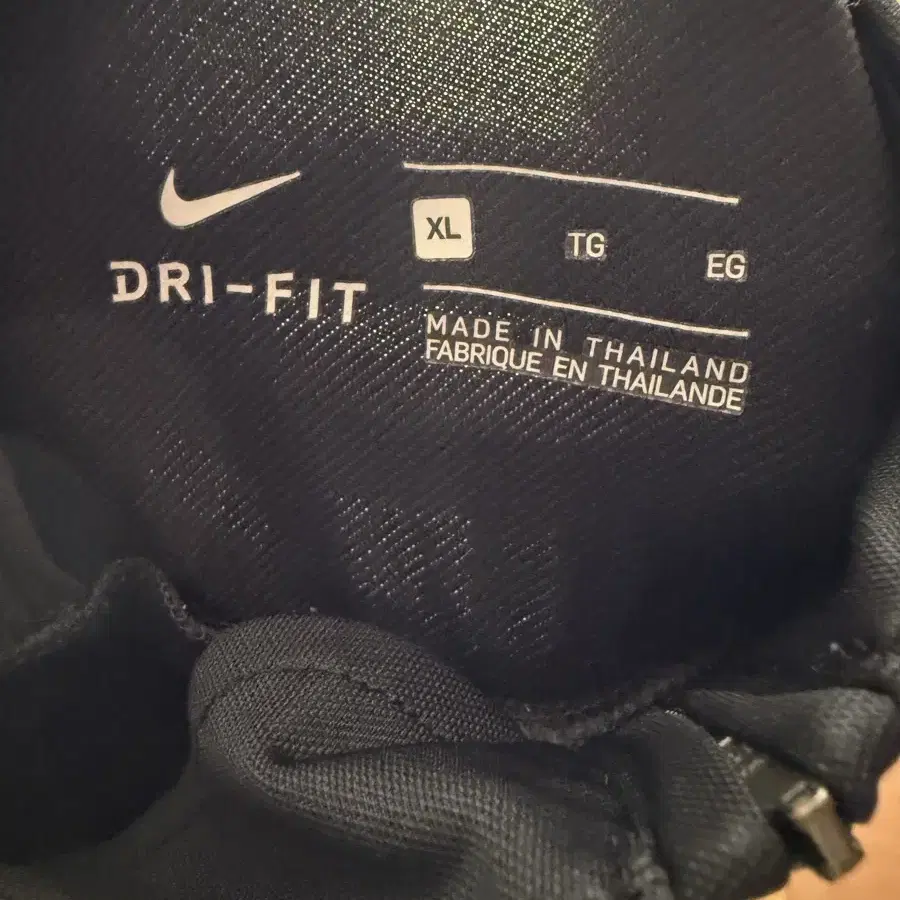 DRI-FIT
XL TG EG
MADE IN THAILAND
FABRIQUE EN THAILANDE